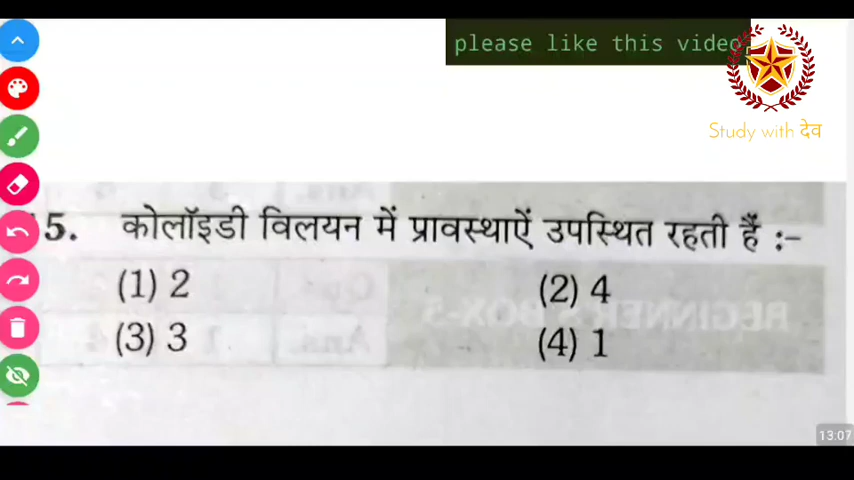 please like this video,
Study with देव
5. कोलॉइडी विलयन में प्रावस्थाऐं उपस्थित रहती हैं :–
(1) 2 (2) 4
(3) 3 (4) 1
13:07